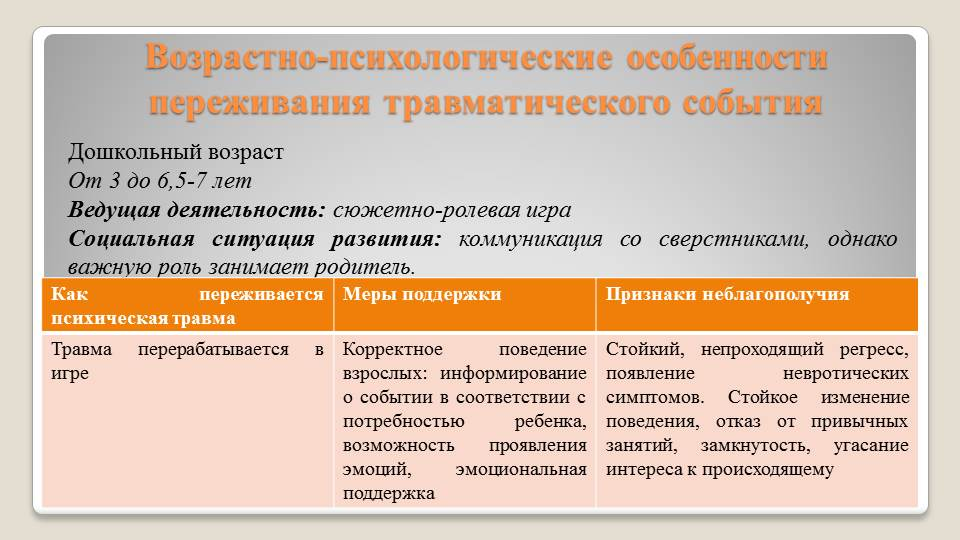 Возрастно-психологические особенности
переживания травматического события
Дошкольный возраст
От 3 до 6,5-7 лет
Ведущая деятельность: сюжетно-ролевая игра
Социальная ситуация развития: коммуникация со сверстниками, однако
важную роль занимает родитель.
Как переживается
психическая травма
Меры поддержки
Признаки неблагополучия
Травма перерабатывается в
игре
Корректное поведение
взрослых: информирование
о событии в соответствии с
потребностью ребенка,
возможность проявления
эмоций, эмоциональная
поддержка
Стойкий, непроходящий регресс,
появление невротических
симптомов. Стойкое изменение
поведения, отказ от привычных
занятий, замкнутость, угасание
интереса к происходящему